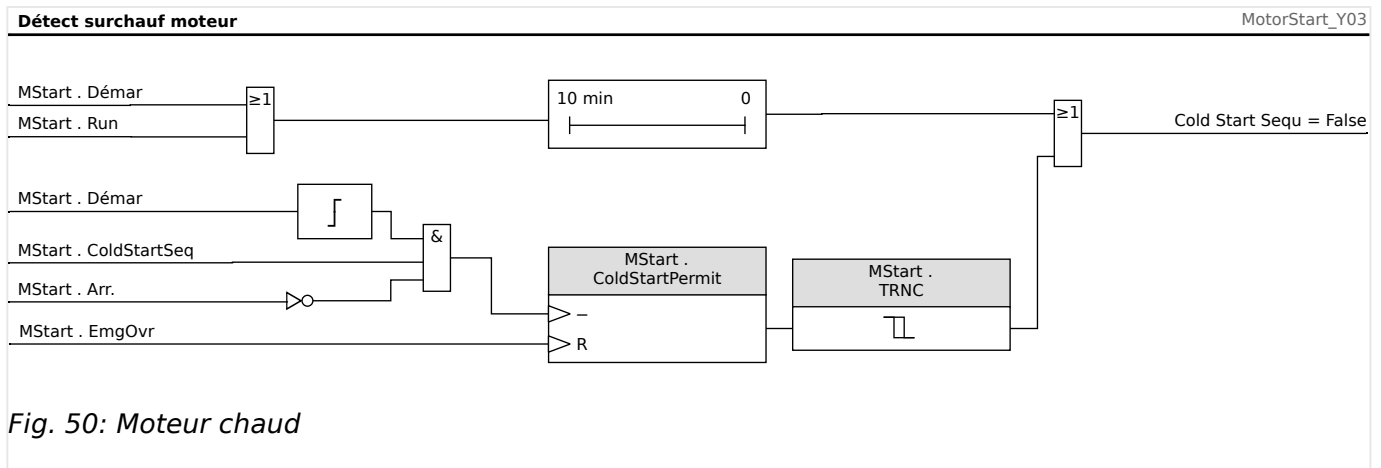 Détect surchauf moteur
MotorStart_Y03
MStart . Démar
≥1
10 min 0
≥1
MStart . Run
Cold Start Sequ = False
MStart . Démar
&
MStart . ColdStartSeq
MStart .
ColdStartPermit
MStart .
TRNC
MStart . Arr.
–
MStart . EmgOvr
R
Fig. 50: Moteur chaud